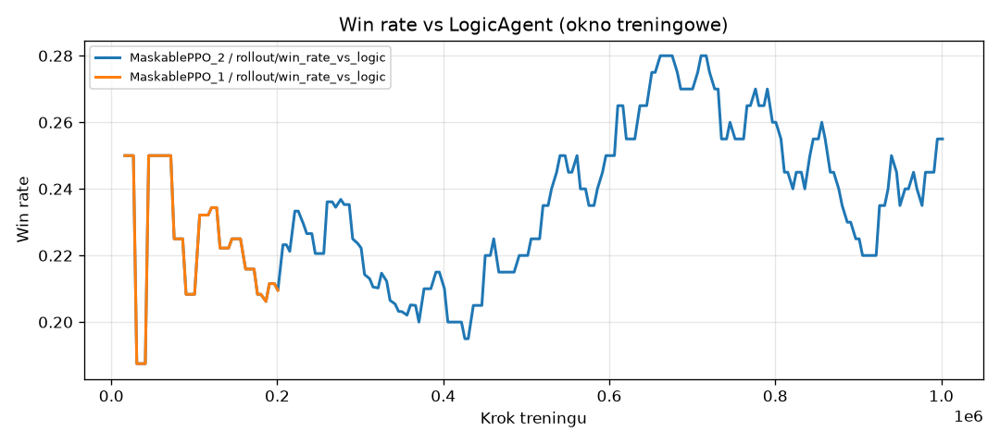 Win rate vs LogicAgent (okno treningowe)
MaskablePPO_2 / rollout/win_rate_vs_logic
MaskablePPO_1 / rollout/win_rate_vs_logic
Win rate
0.28
0.26
0.24
0.22
0.20
0.0 0.2 0.4 0.6 0.8 1.0
1e6
Krok treningu